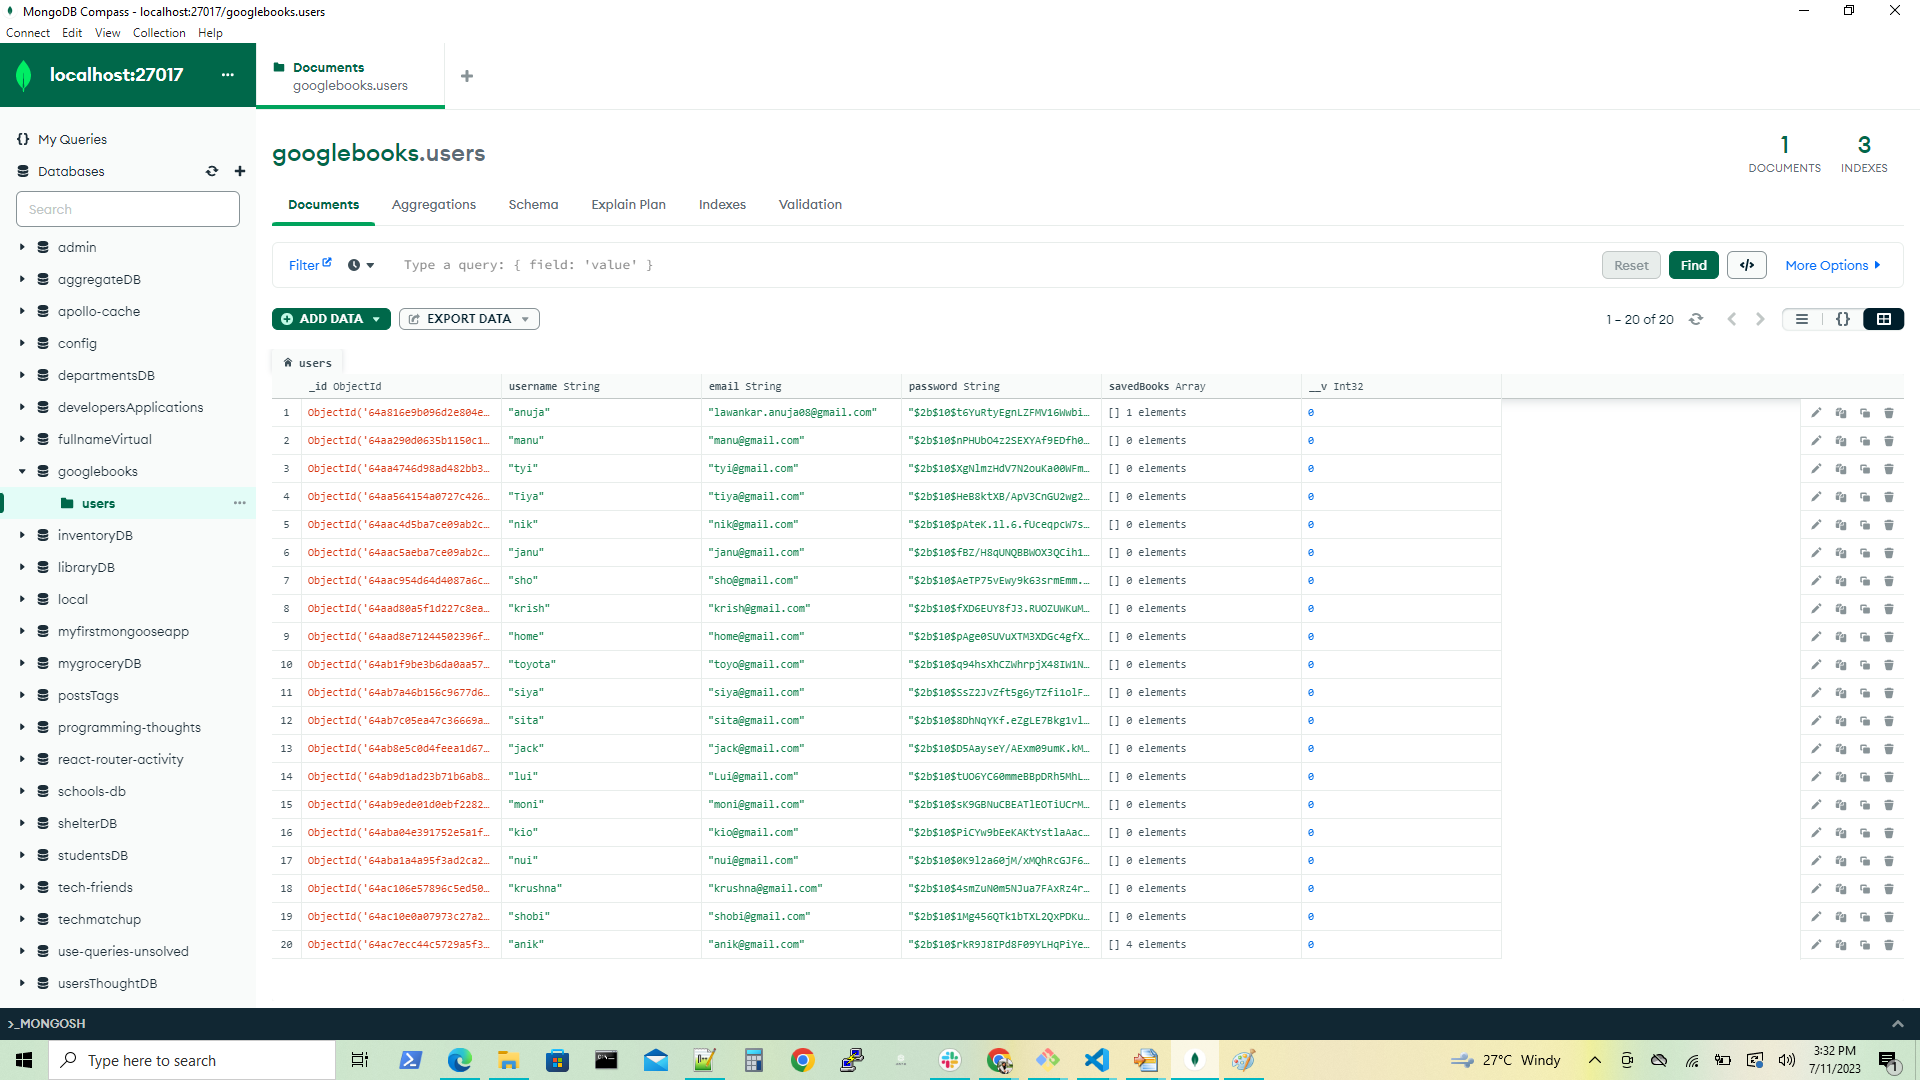 MongoDB Compass - localhost:27017/googlebooks.users
Connect Edit View Collection Help
localhost:27017
Documents
googlebooks.users
My Queries
Databases
Search
admin
aggregateDB
apollo-cache
config
departmentsDB
developersApplications
fullnameVirtual
googlebooks
users
inventoryDB
libraryDB
local
myfirstmongooseapp
mygroceryDB
postsTags
programming-thoughts
react-router-activity
schools-db
shelterDB
studentsDB
tech-friends
techmatchup
use-queries-unsolved
usersThoughtDB
googlebooks.users
1 DOCUMENTS
3 INDEXES
Documents Aggregations Schema Explain Plan Indexes Validation
Filter Type a query: { field: 'value' } Reset Find </> More Options
ADD DATA EXPORT DATA 1 – 20 of 20 {}
users
_id ObjectId username String email String password String savedBooks Array __v Int32
1 ObjectId('64a816e9b096d2e804e... "anuja" "lawankar.anuja08@gmail.com" "$2b$10$t6YuRtyEgnLZFMV16Wwbi... [] 1 elements 0
2 ObjectId('64aa290d0635b1150c1... "manu" "manu@gmail.com" "$2b$10$nPHUbO4z2SEXYAf9EDfh0... [] 0 elements 0
3 ObjectId('64aa4746d98ad482bb3... "tyi" "tyi@gmail.com" "$2b$10$XgNlmzHdV7N2ouKa00WFm... [] 0 elements 0
4 ObjectId('64aa564154a0727c426... "Tiya" "tiya@gmail.com" "$2b$10$HeB8ktXB/ApV3CnGU2wg2... [] 0 elements 0
5 ObjectId('64aac4d5ba7ce09ab2c... "nik" "nik@gmail.com" "$2b$10$pAteK.1l.6.fUceqpcW7s... [] 0 elements 0
6 ObjectId('64aac5aeba7ce09ab2c... "janu" "janu@gmail.com" "$2b$10$fBZ/H8qUNQBBWOX3QCih1... [] 0 elements 0
7 ObjectId('64aac954d64d4087a6c... "sho" "sho@gmail.com" "$2b$10$AeTP75vEwy9k63srmEmm.... [] 0 elements 0
8 ObjectId('64aad80a5f1d227c8ea... "krish" "krish@gmail.com" "$2b$10$fXD6EUY8fJ3.RUOZUWKuM... [] 0 elements 0
9 ObjectId('64aad8e71244502396f... "home" "home@gmail.com" "$2b$10$pAge0SUVuXTM3XDGc4gfX... [] 0 elements 0
10 ObjectId('64ab1f9be3b6da0aa57... "toyota" "toyo@gmail.com" "$2b$10$q94hsXhCZWhrpjX48IW1N... [] 0 elements 0
11 ObjectId('64ab7a46b156c9677d6... "siya" "siya@gmail.com" "$2b$10$SsZ2JvZft5g6yTZfi1olF... [] 0 elements 0
12 ObjectId('64ab7c05ea47c36669a... "sita" "sita@gmail.com" "$2b$10$8DhNqYKf.eZgLE7Bkg1vl... [] 0 elements 0
13 ObjectId('64ab8e5c0d4feea1d67... "jack" "jack@gmail.com" "$2b$10$D5AayseY/AExm09umK.kM... [] 0 elements 0
14 ObjectId('64ab9d1ad23b71b6ab8... "lui" "Lui@gmail.com" "$2b$10$tUO6YC60mmeBBpDRh5MhL... [] 0 elements 0
15 ObjectId('64ab9ede01d0ebf2282... "moni" "moni@gmail.com" "$2b$10$sK9GBNuCBEATlEOTiUCrM... [] 0 elements 0
16 ObjectId('64aba04e391752e5a1f... "kio" "kio@gmail.com" "$2b$10$PiCYw9bEeKAKtYstlaAac... [] 0 elements 0
17 ObjectId('64aba1a4a95f3ad2ca2... "nui" "nui@gmail.com" "$2b$10$0K9l2a60jM/xMQhRcGJF6... [] 0 elements 0
18 ObjectId('64ac106e57896c5ed50... "krushna" "krushna@gmail.com" "$2b$10$4smZuN0m5NJua7FAxRz4r... [] 0 elements 0
19 ObjectId('64ac10e0a07973c27a2... "shobi" "shobi@gmail.com" "$2b$10$1Mg456QTk1bTXL2QxPDKu... [] 0 elements 0
20 ObjectId('64ac7ecc44c5729a5f3... "anik" "anik@gmail.com" "$2b$10$rkR9J8IPd8F09YLHqPiYe... [] 4 elements 0
>_MONGOSH
Type here to search
27°C Windy
3:32 PM
7/11/2023
1